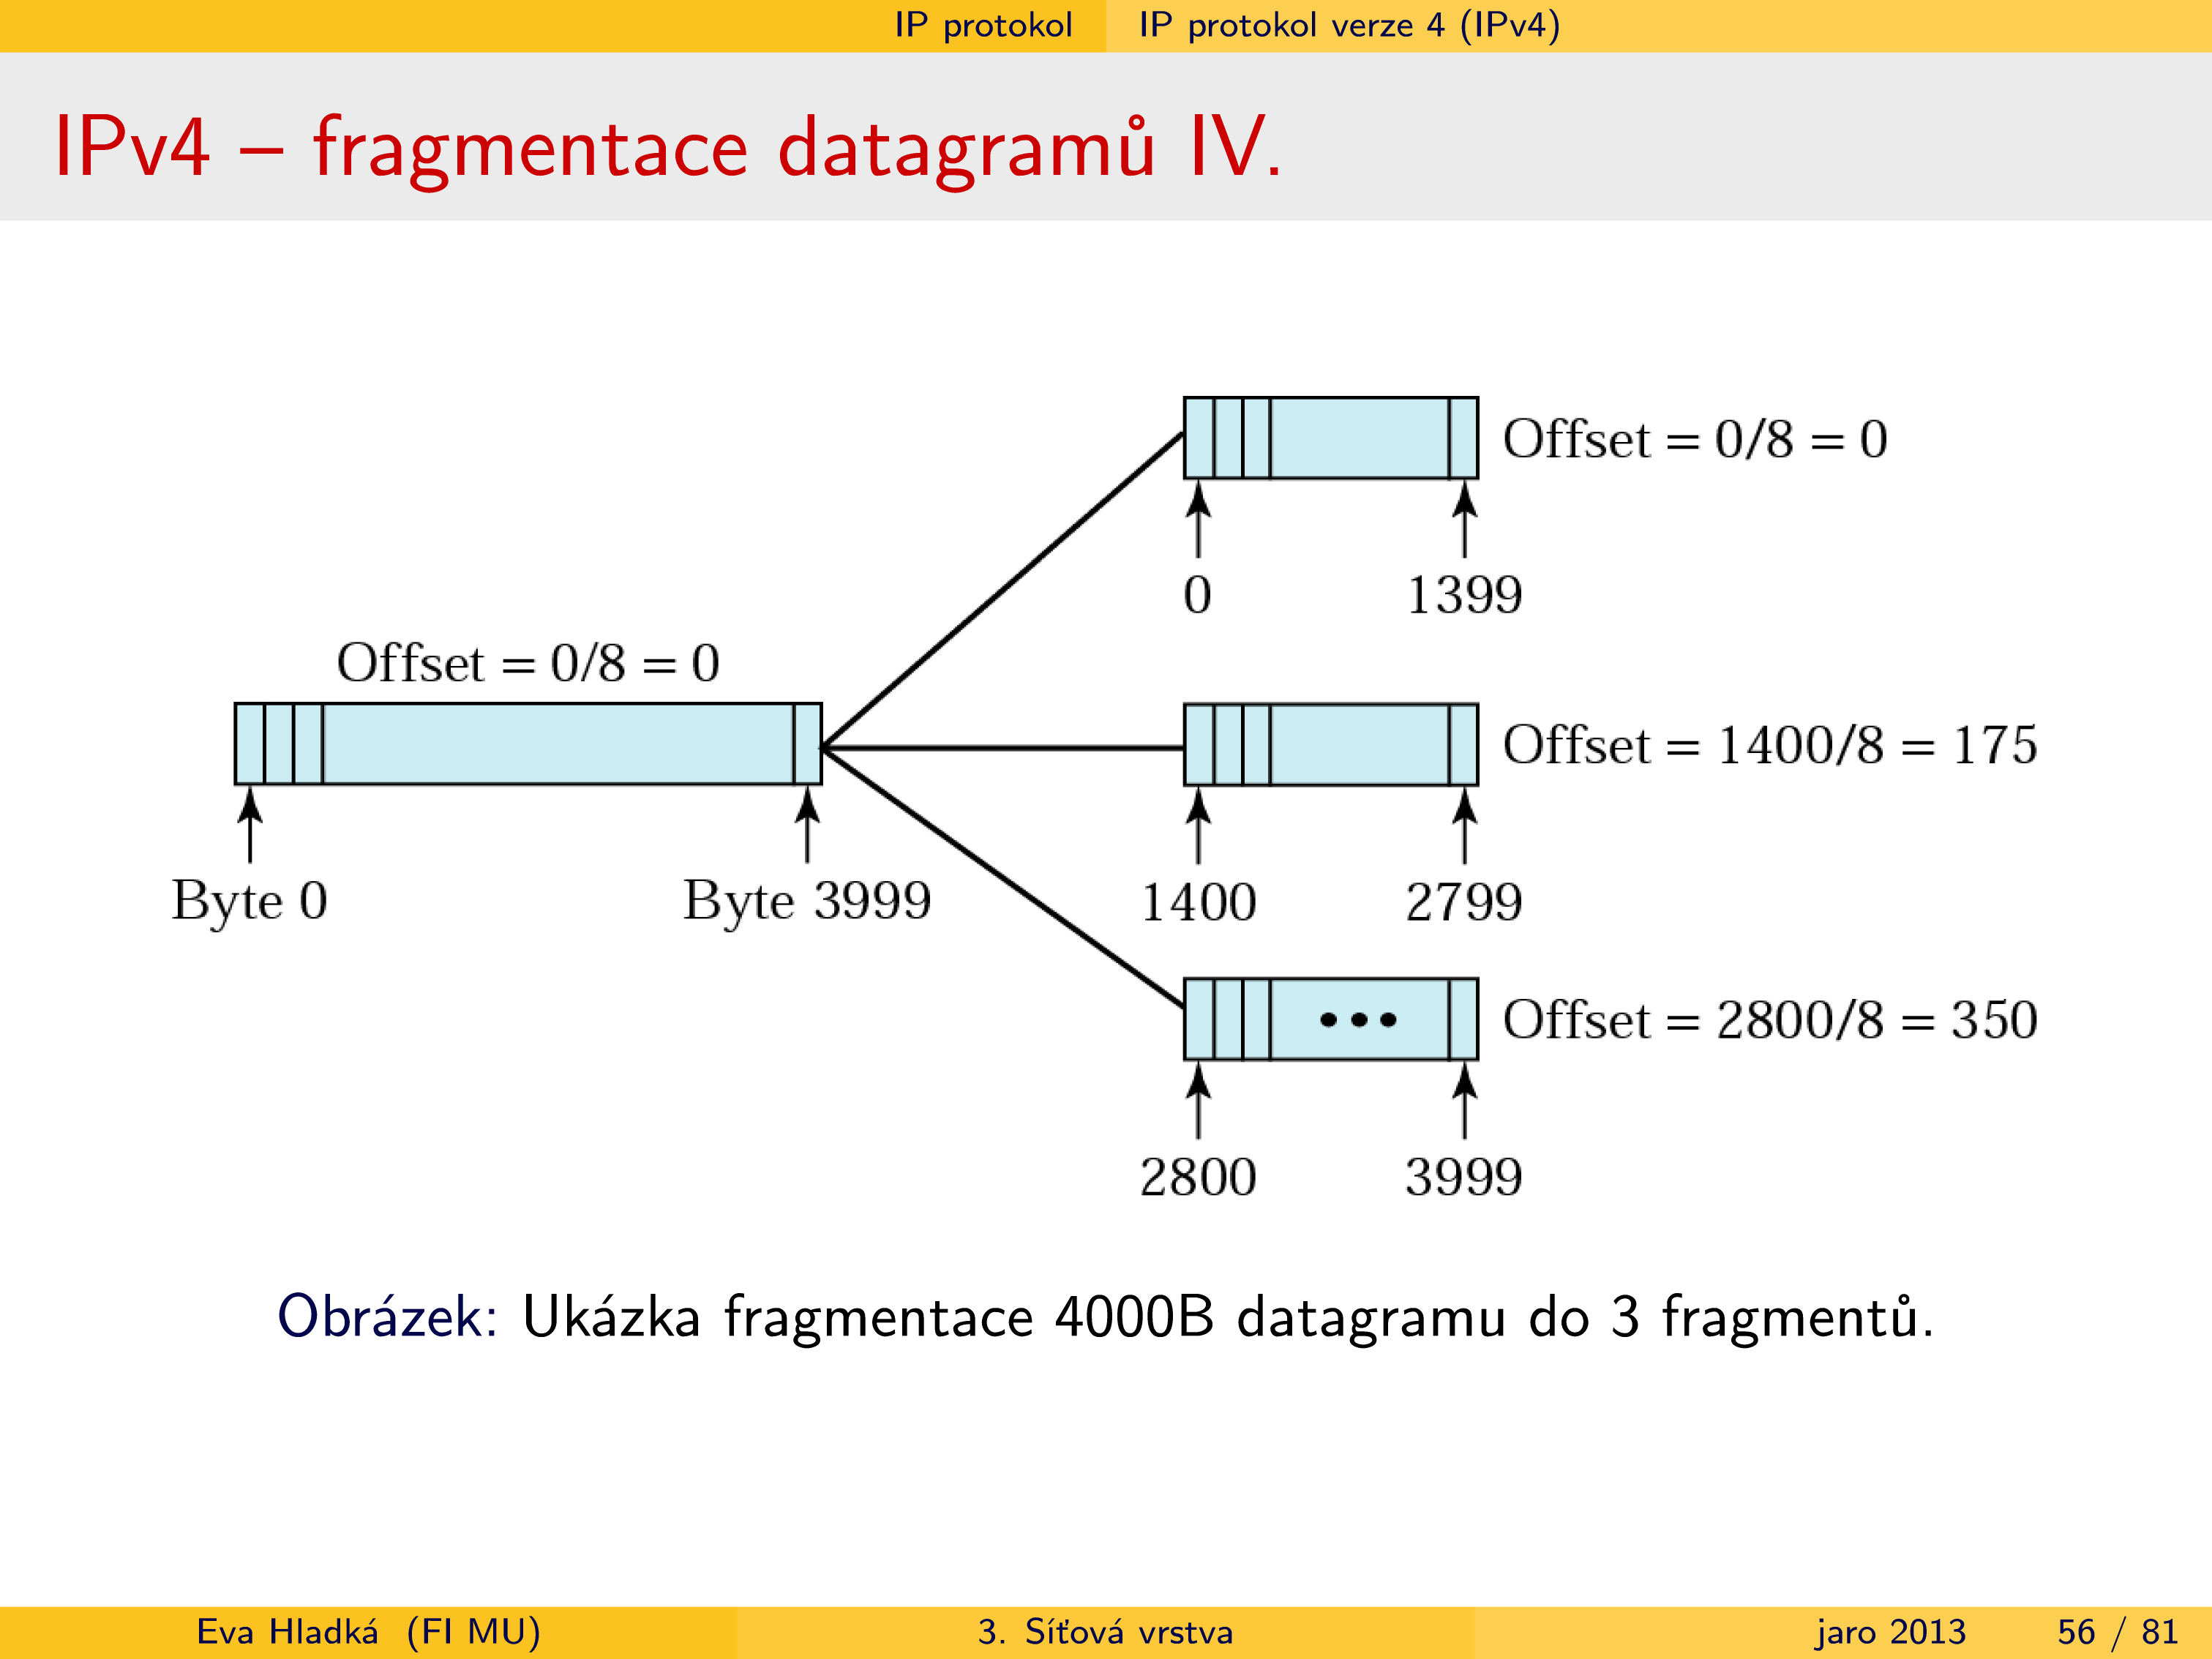 IP protokol IP protokol verze 4 (IPv4)
IPv4 – fragmentace datagramů IV.
Offset = 0/8 = 0
0 1399
Offset = 0/8 = 0
Byte 0 Byte 3999
Offset = 1400/8 = 175
1400 2799
Offset = 2800/8 = 350
2800 3999
Obrázek: Ukázka fragmentace 4000B datagramu do 3 fragmentů.
Eva Hladká (FI MU) 3. Síťová vrstva jaro 2013 56 / 81